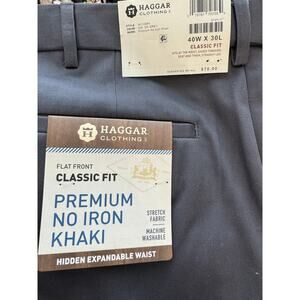 HAGGAR
CLOTHING
40W X 30L
CLASSIC FIT
$70.00
HAGGAR
CLOTHING
FLAT FRONT
CLASSIC FIT
PREMIUM
NO IRON
KHAKI
STRETCH
FABRIC
MACHINE
WASHABLE
HIDDEN EXPANDABLE WAIST